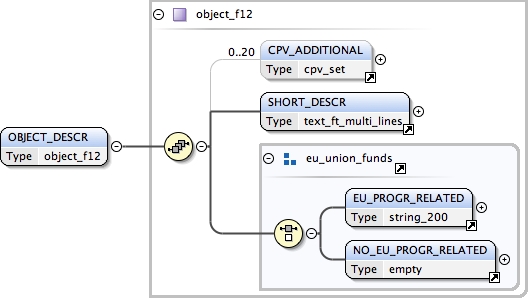 object_f12
0..20
CPV_ADDITIONAL
Type cpv_set
SHORT_DESCR
Type text_ft_multi_lines
OBJECT_DESCR
Type object_f12
eu_union_funds
EU_PROGR_RELATED
Type string_200
NO_EU_PROGR_RELATED
Type empty